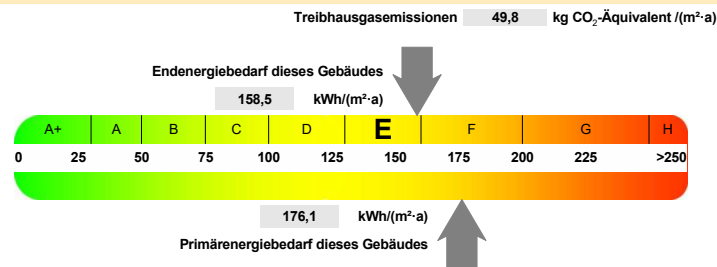 Treibhausgasemissionen 49,8 kg CO₂-Äquivalent /(m²·a)
Endenergiebedarf dieses Gebäudes
158,5 kWh/(m²·a)
A+ A B C D E F G H
0 25 50 75 100 125 150 175 200 225 >250
176,1 kWh/(m²·a)
Primärenergiebedarf dieses Gebäudes